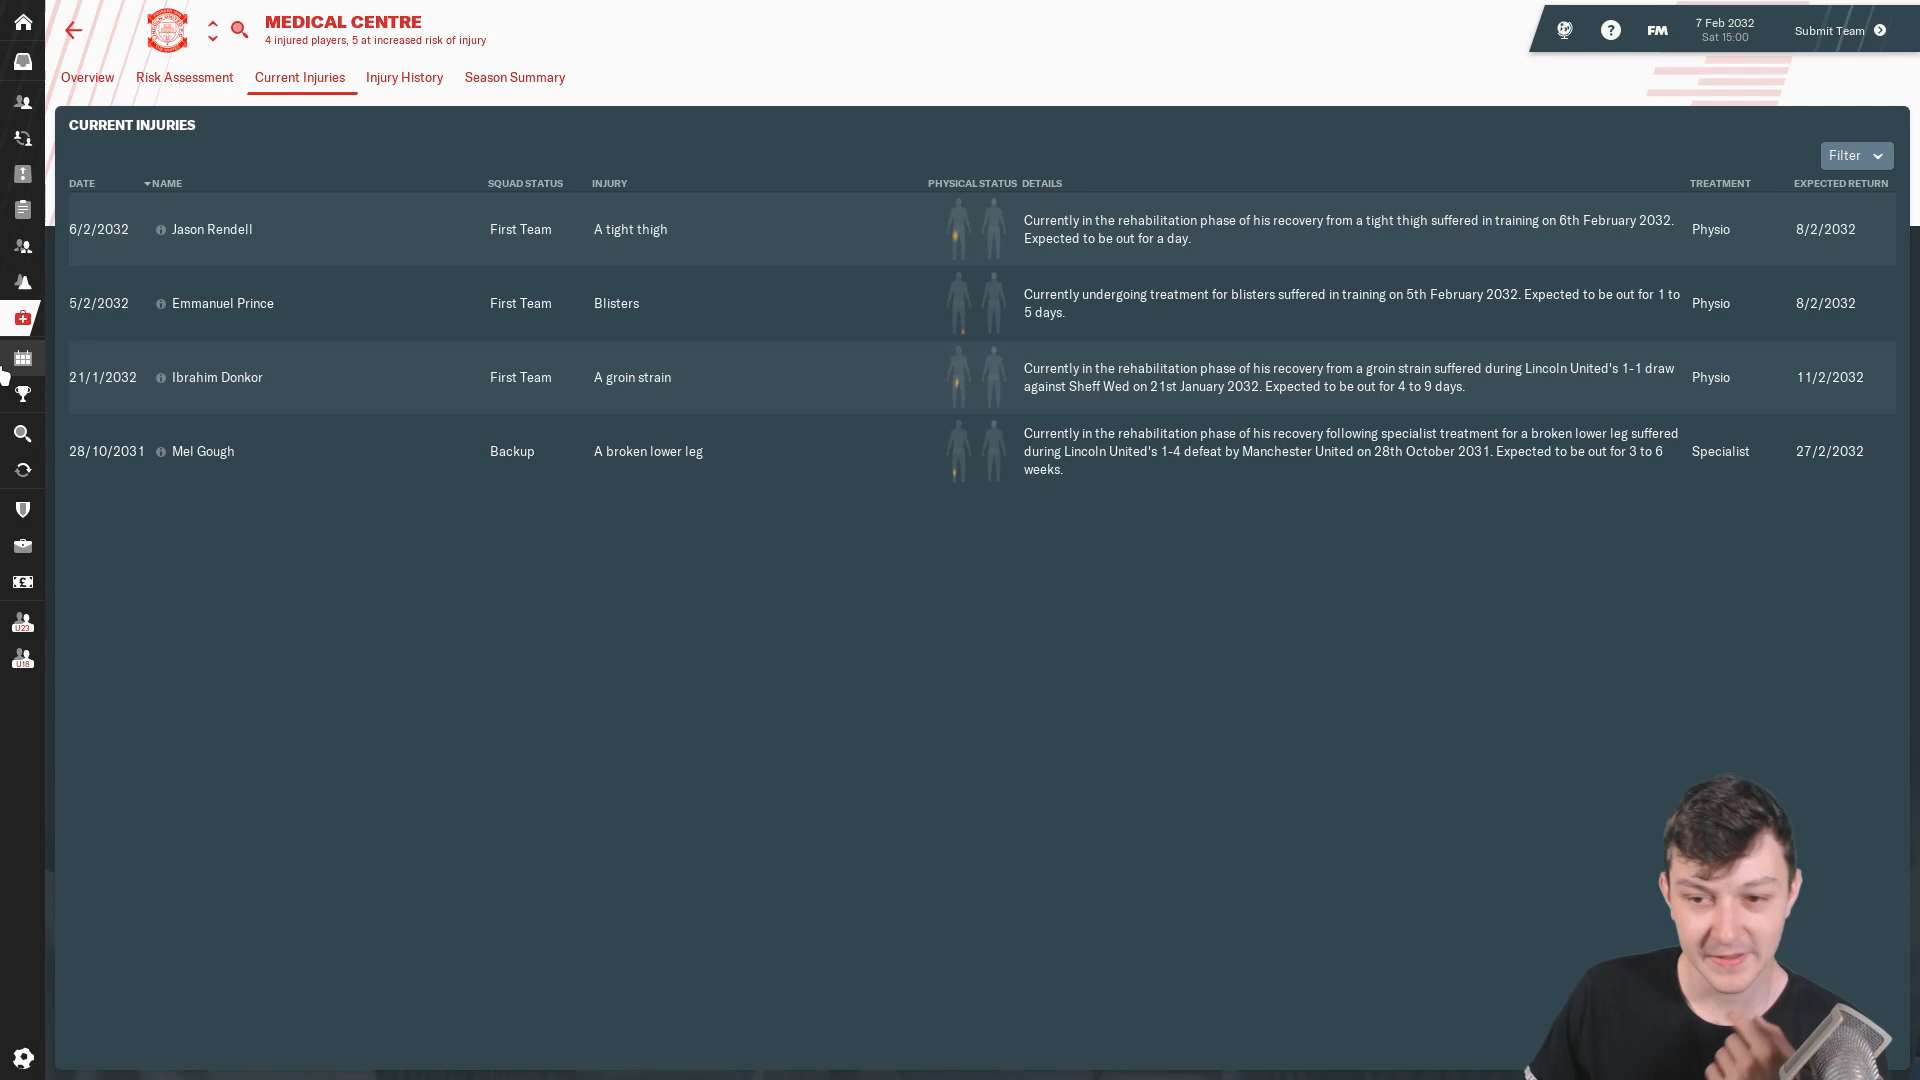 MEDICAL CENTRE
4 injured players, 5 at increased risk of injury
FM
7 Feb 2032
Sat 15:00
Submit Team
Overview
Risk Assessment
Current Injuries
Injury History
Season Summary
CURRENT INJURIES
Filter
DATE NAME SQUAD STATUS INJURY PHYSICAL STATUS DETAILS TREATMENT EXPECTED RETURN
6/2/2032 Jason Rendell First Team A tight thigh
Currently in the rehabilitation phase of his recovery from a tight thigh suffered in training on 6th February 2032.
Expected to be out for a day.
Physio 8/2/2032
5/2/2032 Emmanuel Prince First Team Blisters
Currently undergoing treatment for blisters suffered in training on 5th February 2032. Expected to be out for 1 to
5 days.
Physio 8/2/2032
21/1/2032 Ibrahim Donkor First Team A groin strain
Currently in the rehabilitation phase of his recovery from a groin strain suffered during Lincoln United's 1-1 draw
against Sheff Wed on 21st January 2032. Expected to be out for 4 to 9 days.
Physio 11/2/2032
28/10/2031 Mel Gough Backup A broken lower leg
Currently in the rehabilitation phase of his recovery following specialist treatment for a broken lower leg suffered
during Lincoln United's 1-4 defeat by Manchester United on 28th October 2031. Expected to be out for 3 to 6
weeks.
Specialist 27/2/2032
U23
U18